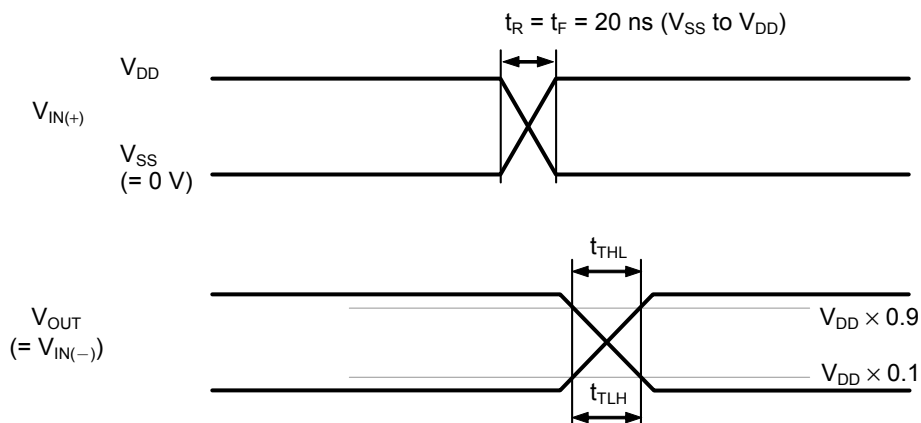 t_R = t_F = 20 ns (V_SS to V_DD)
V_DD
V_IN(+)
V_SS
(= 0 V)
t_THL
V_OUT
(= V_IN(−))
V_DD × 0.9
V_DD × 0.1
t_TLH